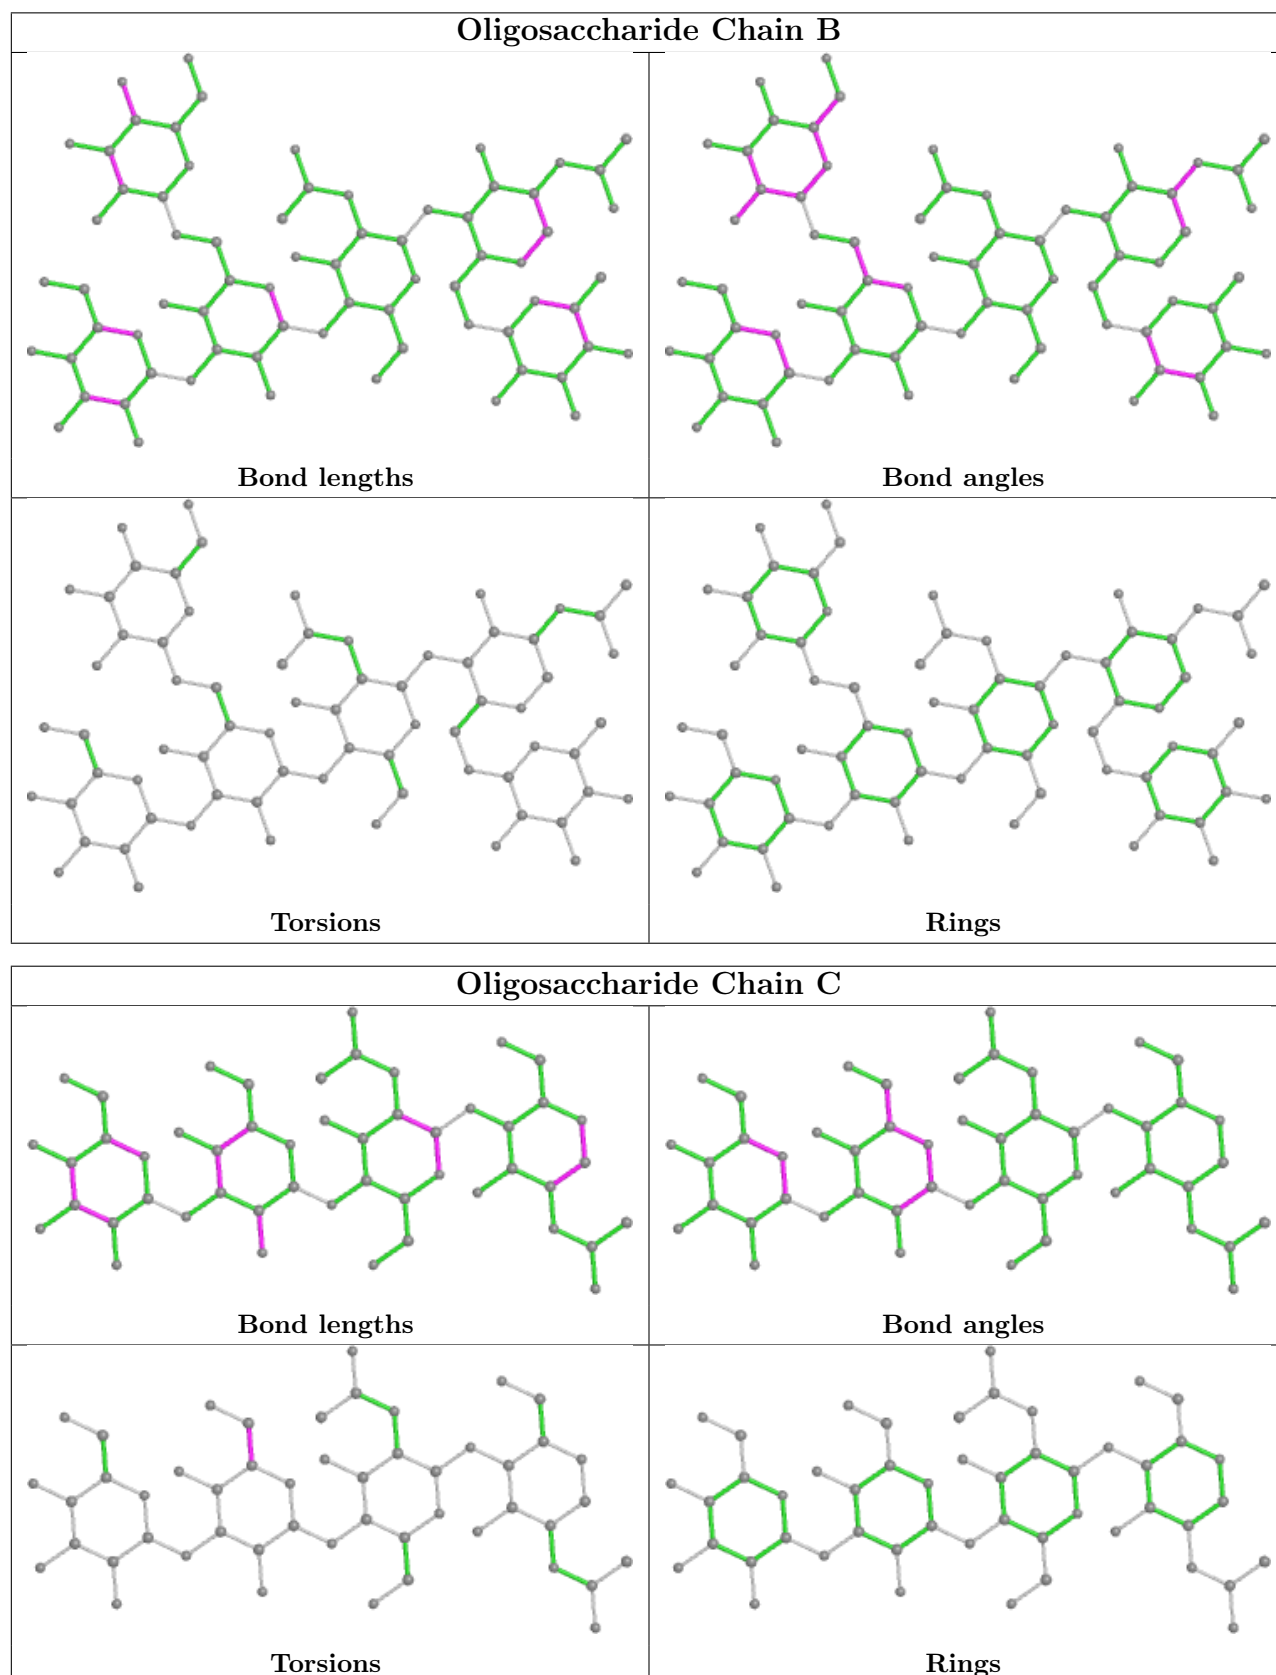 Oligosaccharide Chain B
Bond lengths
Bond angles
Torsions
Rings
Oligosaccharide Chain C
Bond lengths
Bond angles
Torsions
Rings